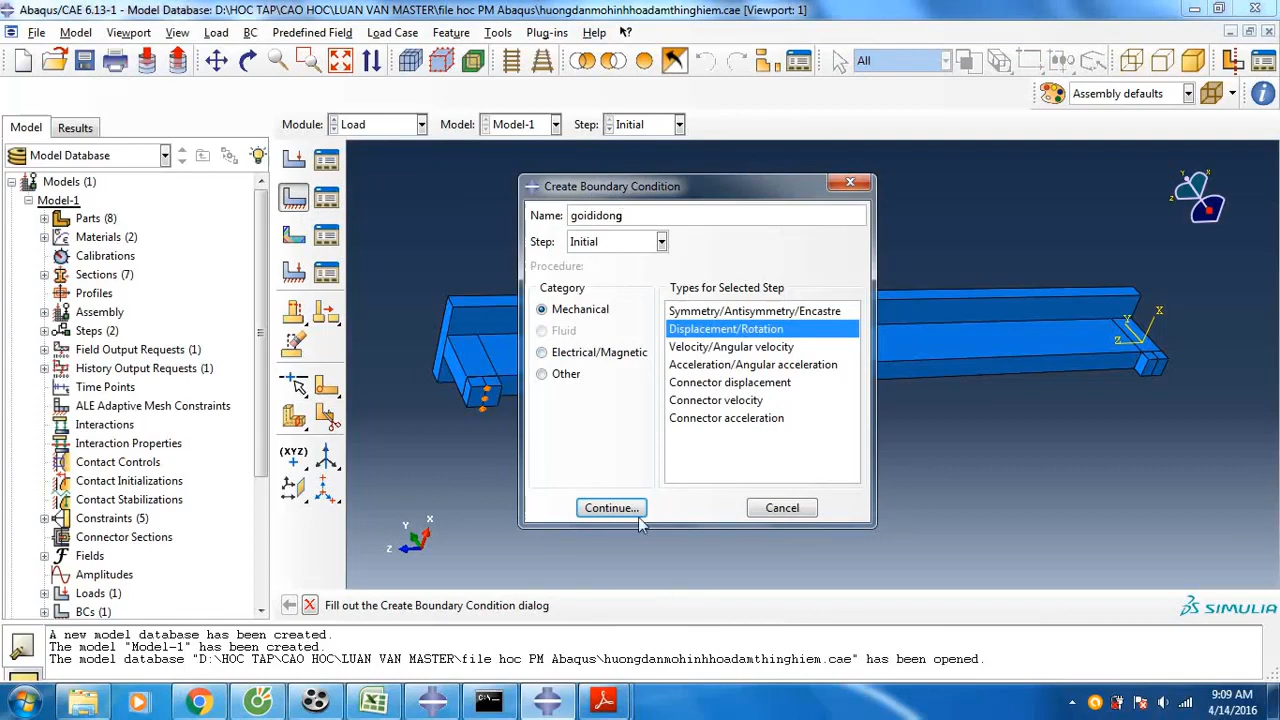 Abaqus/CAE 6.13-1 - Model Database: D:\HOC TAP\CAO HOC\LUAN VAN MASTER\file hoc PM Abaqus\huongdanmohinhhoadamthinghiem.cae [Viewport: 1]
File Model Viewport View Load BC Predefined Field Load Case Feature Tools Plug-ins Help
All
Assembly defaults
Model Results
Module: Load Model: Model-1 Step: Initial
Model Database
Models (1)
Model-1
Parts (8)
Materials (2)
Calibrations
Sections (7)
Profiles
Assembly
Steps (2)
Field Output Requests (1)
History Output Requests (1)
Time Points
ALE Adaptive Mesh Constraints
Interactions
Interaction Properties
Contact Controls
Contact Initializations
Contact Stabilizations
Constraints (5)
Connector Sections
Fields
Amplitudes
Loads (1)
BCs (1)
(XYZ)
Create Boundary Condition
Name: goididong
Step: Initial
Procedure:
Category
Mechanical
Fluid
Electrical/Magnetic
Other
Types for Selected Step
Symmetry/Antisymmetry/Encastre
Displacement/Rotation
Velocity/Angular velocity
Acceleration/Angular acceleration
Connector displacement
Connector velocity
Connector acceleration
Continue... Cancel
Y X
Z
Y X
Z
Fill out the Create Boundary Condition dialog
SIMULIA
A new model database has been created.
The model "Model-1" has been created.
The model database "D:\HOC TAP\CAO HOC\LUAN VAN MASTER\file hoc PM Abaqus\huongdanmohinhhoadamthinghiem.cae" has been opened.
9:09 AM
4/14/2016